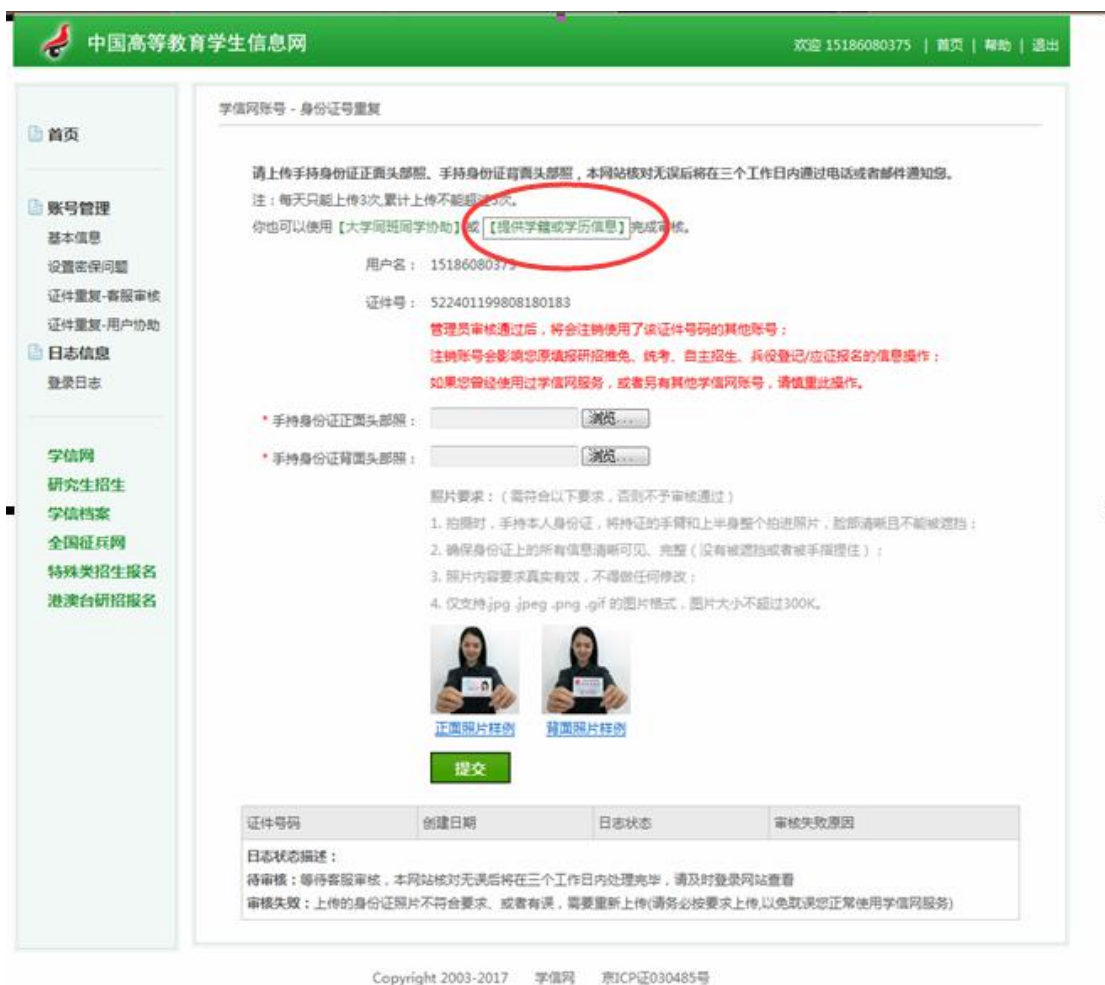 中国高等教育学生信息网
欢迎 15186080375 | 首页 | 帮助 | 退出
首页
账号管理
基本信息
设置密保问题
证件重复-客服审核
证件重复-用户协助
日志信息
登录日志
学信网
研究生招生
学信档案
全国征兵网
特殊类招生报名
港澳台研招报名
学信网账号 - 身份证号重复
请上传手持身份证正面头部照、手持身份证背面头部照，本网站核对无误后将在三个工作日内通过电话或者邮件通知您。
注：每天只能上传3次,累计上传不能超过5次。
你也可以使用【大学同班同学协助】或【提供学籍或学历信息】完成审核。
用户名： 15186080375
证件号： 522401199808180183
管理员审核通过后，将会注销使用了该证件号码的其他账号；
注销账号会影响您原填报研招推免、统考、自主招生、兵役登记/应征报名的信息操作；
如果您曾经使用过学信网服务，或者另有其他学信网账号，请慎重此操作。
* 手持身份证正面头部照： 浏览...
* 手持身份证背面头部照： 浏览...
照片要求：（需符合以下要求，否则不予审核通过）
1. 拍照时，手持本人身份证，将持证的手臂和上半身整个拍进照片，脸部清晰且不能被遮挡；
2. 确保身份证上的所有信息清晰可见、完整（没有被遮挡或者被手指捏住）；
3. 照片内容要求真实有效，不得做任何修改；
4. 仅支持.jpg .jpeg .png .gif 的图片格式，图片大小不超过300K。
正面照片样例 背面照片样例
提交
证件号码 创建日期 日志状态 审核失败原因
日志状态描述：
待审核：等待客服审核，本网站核对无误后将在三个工作日内处理完毕，请及时登录网站查看
审核失败：上传的身份证照片不符合要求、或者有误，需要重新上传(请务必按要求上传,以免耽误您正常使用学信网服务)
Copyright 2003-2017 学信网 京ICP证030485号